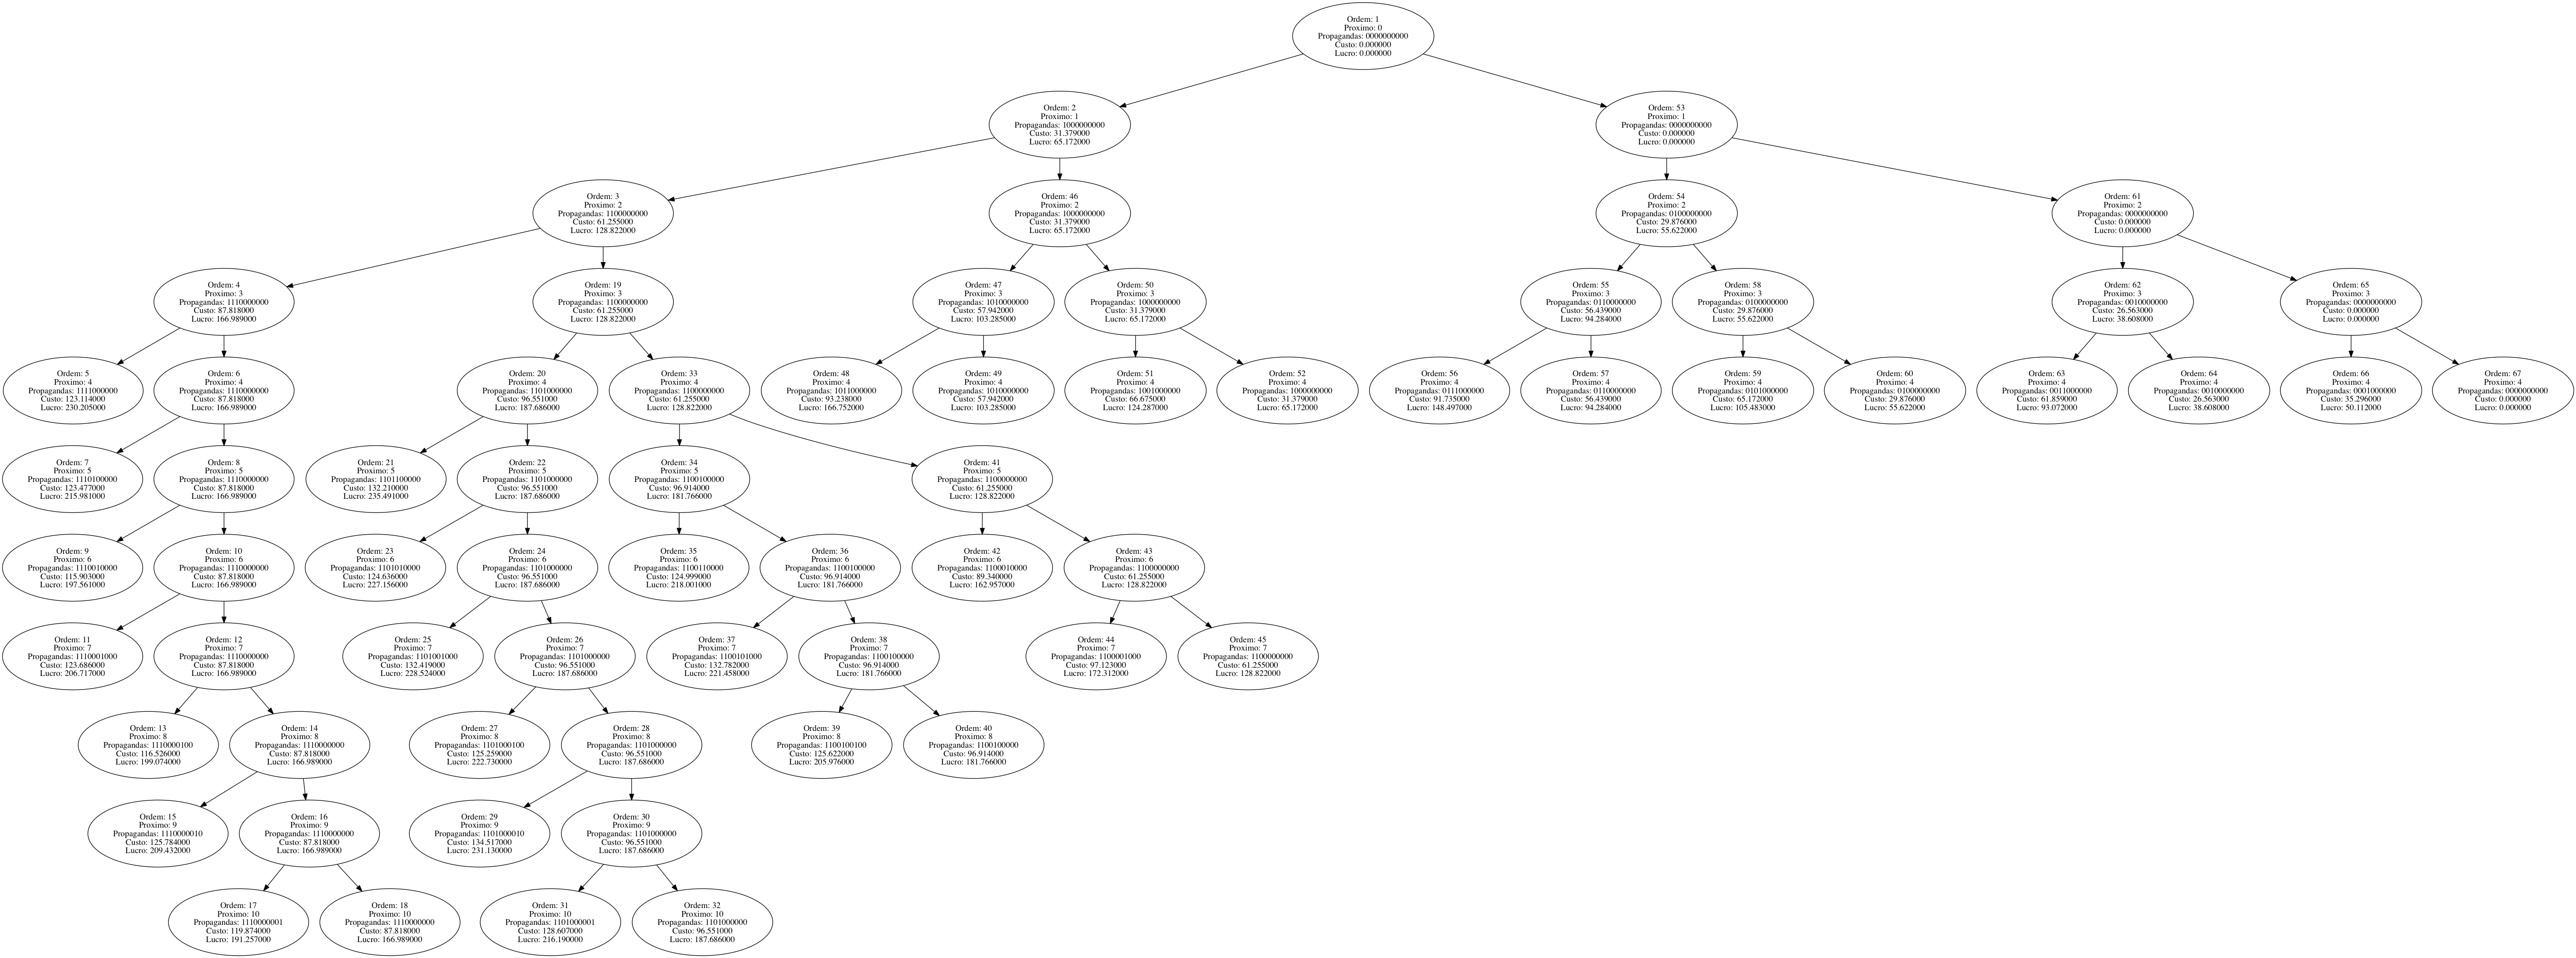 Ordem: 1
Proximo: 0
Propagandas: 0000000000
Custo: 0.000000
Lucro: 0.000000
Ordem: 2
Proximo: 1
Propagandas: 1000000000
Custo: 31.379000
Lucro: 65.172000
Ordem: 53
Proximo: 1
Propagandas: 0000000000
Custo: 0.000000
Lucro: 0.000000
Ordem: 3
Proximo: 2
Propagandas: 1100000000
Custo: 61.255000
Lucro: 128.822000
Ordem: 46
Proximo: 2
Propagandas: 1000000000
Custo: 31.379000
Lucro: 65.172000
Ordem: 54
Proximo: 2
Propagandas: 0100000000
Custo: 29.876000
Lucro: 55.622000
Ordem: 61
Proximo: 2
Propagandas: 0000000000
Custo: 0.000000
Lucro: 0.000000
Ordem: 4
Proximo: 3
Propagandas: 1110000000
Custo: 87.818000
Lucro: 166.989000
Ordem: 19
Proximo: 3
Propagandas: 1100000000
Custo: 61.255000
Lucro: 128.822000
Ordem: 47
Proximo: 3
Propagandas: 1010000000
Custo: 57.942000
Lucro: 103.285000
Ordem: 50
Proximo: 3
Propagandas: 1000000000
Custo: 31.379000
Lucro: 65.172000
Ordem: 55
Proximo: 3
Propagandas: 0110000000
Custo: 56.439000
Lucro: 94.284000
Ordem: 58
Proximo: 3
Propagandas: 0100000000
Custo: 29.876000
Lucro: 55.622000
Ordem: 62
Proximo: 3
Propagandas: 0010000000
Custo: 26.563000
Lucro: 38.608000
Ordem: 65
Proximo: 3
Propagandas: 0000000000
Custo: 0.000000
Lucro: 0.000000
Ordem: 5
Proximo: 4
Propagandas: 1111000000
Custo: 123.114000
Lucro: 230.205000
Ordem: 6
Proximo: 4
Propagandas: 1110000000
Custo: 87.818000
Lucro: 166.989000
Ordem: 20
Proximo: 4
Propagandas: 1101000000
Custo: 96.551000
Lucro: 187.686000
Ordem: 33
Proximo: 4
Propagandas: 1100000000
Custo: 61.255000
Lucro: 128.822000
Ordem: 48
Proximo: 4
Propagandas: 1011000000
Custo: 93.238000
Lucro: 166.752000
Ordem: 49
Proximo: 4
Propagandas: 1010000000
Custo: 57.942000
Lucro: 103.285000
Ordem: 51
Proximo: 4
Propagandas: 1001000000
Custo: 66.675000
Lucro: 124.287000
Ordem: 52
Proximo: 4
Propagandas: 1000000000
Custo: 31.379000
Lucro: 65.172000
Ordem: 56
Proximo: 4
Propagandas: 0111000000
Custo: 91.735000
Lucro: 148.497000
Ordem: 57
Proximo: 4
Propagandas: 0110000000
Custo: 56.439000
Lucro: 94.284000
Ordem: 59
Proximo: 4
Propagandas: 0101000000
Custo: 65.172000
Lucro: 105.483000
Ordem: 60
Proximo: 4
Propagandas: 0100000000
Custo: 29.876000
Lucro: 55.622000
Ordem: 63
Proximo: 4
Propagandas: 0011000000
Custo: 61.859000
Lucro: 93.072000
Ordem: 64
Proximo: 4
Propagandas: 0010000000
Custo: 26.563000
Lucro: 38.608000
Ordem: 66
Proximo: 4
Propagandas: 0001000000
Custo: 35.296000
Lucro: 50.112000
Ordem: 67
Proximo: 4
Propagandas: 0000000000
Custo: 0.000000
Lucro: 0.000000
Ordem: 7
Proximo: 5
Propagandas: 1110100000
Custo: 123.477000
Lucro: 215.981000
Ordem: 8
Proximo: 5
Propagandas: 1110000000
Custo: 87.818000
Lucro: 166.989000
Ordem: 21
Proximo: 5
Propagandas: 1101100000
Custo: 132.210000
Lucro: 235.491000
Ordem: 22
Proximo: 5
Propagandas: 1101000000
Custo: 96.551000
Lucro: 187.686000
Ordem: 34
Proximo: 5
Propagandas: 1100100000
Custo: 96.914000
Lucro: 181.766000
Ordem: 41
Proximo: 5
Propagandas: 1100000000
Custo: 61.255000
Lucro: 128.822000
Ordem: 9
Proximo: 6
Propagandas: 1110010000
Custo: 115.903000
Lucro: 197.561000
Ordem: 10
Proximo: 6
Propagandas: 1110000000
Custo: 87.818000
Lucro: 166.989000
Ordem: 23
Proximo: 6
Propagandas: 1101010000
Custo: 124.636000
Lucro: 227.156000
Ordem: 24
Proximo: 6
Propagandas: 1101000000
Custo: 96.551000
Lucro: 187.686000
Ordem: 35
Proximo: 6
Propagandas: 1100110000
Custo: 124.999000
Lucro: 218.001000
Ordem: 36
Proximo: 6
Propagandas: 1100100000
Custo: 96.914000
Lucro: 181.766000
Ordem: 42
Proximo: 6
Propagandas: 1100010000
Custo: 89.340000
Lucro: 162.957000
Ordem: 43
Proximo: 6
Propagandas: 1100000000
Custo: 61.255000
Lucro: 128.822000
Ordem: 11
Proximo: 7
Propagandas: 1110001000
Custo: 123.686000
Lucro: 206.717000
Ordem: 12
Proximo: 7
Propagandas: 1110000000
Custo: 87.818000
Lucro: 166.989000
Ordem: 25
Proximo: 7
Propagandas: 1101001000
Custo: 132.419000
Lucro: 228.524000
Ordem: 26
Proximo: 7
Propagandas: 1101000000
Custo: 96.551000
Lucro: 187.686000
Ordem: 37
Proximo: 7
Propagandas: 1100101000
Custo: 132.782000
Lucro: 221.458000
Ordem: 38
Proximo: 7
Propagandas: 1100100000
Custo: 96.914000
Lucro: 181.766000
Ordem: 44
Proximo: 7
Propagandas: 1100001000
Custo: 97.123000
Lucro: 172.312000
Ordem: 45
Proximo: 7
Propagandas: 1100000000
Custo: 61.255000
Lucro: 128.822000
Ordem: 13
Proximo: 8
Propagandas: 1110000100
Custo: 116.526000
Lucro: 199.074000
Ordem: 14
Proximo: 8
Propagandas: 1110000000
Custo: 87.818000
Lucro: 166.989000
Ordem: 27
Proximo: 8
Propagandas: 1101000100
Custo: 125.259000
Lucro: 222.730000
Ordem: 28
Proximo: 8
Propagandas: 1101000000
Custo: 96.551000
Lucro: 187.686000
Ordem: 39
Proximo: 8
Propagandas: 1100100100
Custo: 125.622000
Lucro: 205.976000
Ordem: 40
Proximo: 8
Propagandas: 1100100000
Custo: 96.914000
Lucro: 181.766000
Ordem: 15
Proximo: 9
Propagandas: 1110000010
Custo: 125.784000
Lucro: 209.432000
Ordem: 16
Proximo: 9
Propagandas: 1110000000
Custo: 87.818000
Lucro: 166.989000
Ordem: 29
Proximo: 9
Propagandas: 1101000010
Custo: 134.517000
Lucro: 231.130000
Ordem: 30
Proximo: 9
Propagandas: 1101000000
Custo: 96.551000
Lucro: 187.686000
Ordem: 17
Proximo: 10
Propagandas: 1110000001
Custo: 119.874000
Lucro: 191.257000
Ordem: 18
Proximo: 10
Propagandas: 1110000000
Custo: 87.818000
Lucro: 166.989000
Ordem: 31
Proximo: 10
Propagandas: 1101000001
Custo: 128.607000
Lucro: 216.190000
Ordem: 32
Proximo: 10
Propagandas: 1101000000
Custo: 96.551000
Lucro: 187.686000